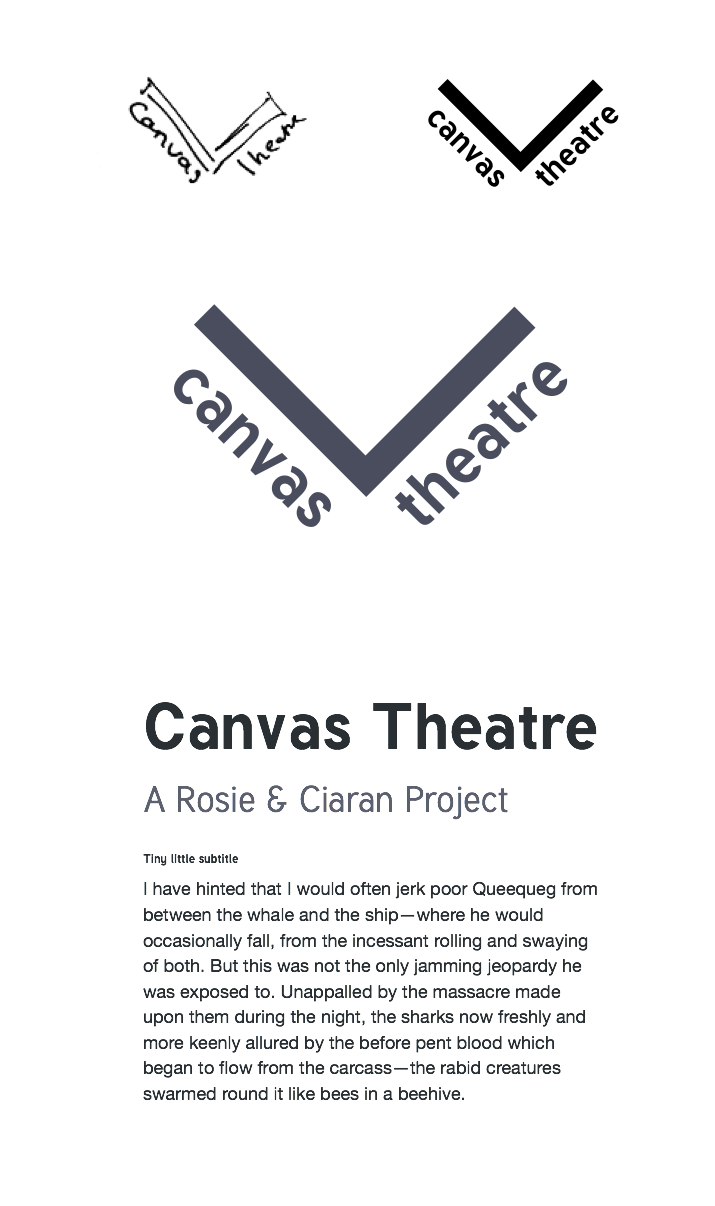 Canvas
Theatre
canvas
theatre
canvas
theatre
Canvas Theatre
A Rosie & Ciaran Project
Tiny little subtitle
I have hinted that I would often jerk poor Queequeg from
between the whale and the ship—where he would
occasionally fall, from the incessant rolling and swaying
of both. But this was not the only jamming jeopardy he
was exposed to. Unappalled by the massacre made
upon them during the night, the sharks now freshly and
more keenly allured by the before pent blood which
began to flow from the carcass—the rabid creatures
swarmed round it like bees in a beehive.